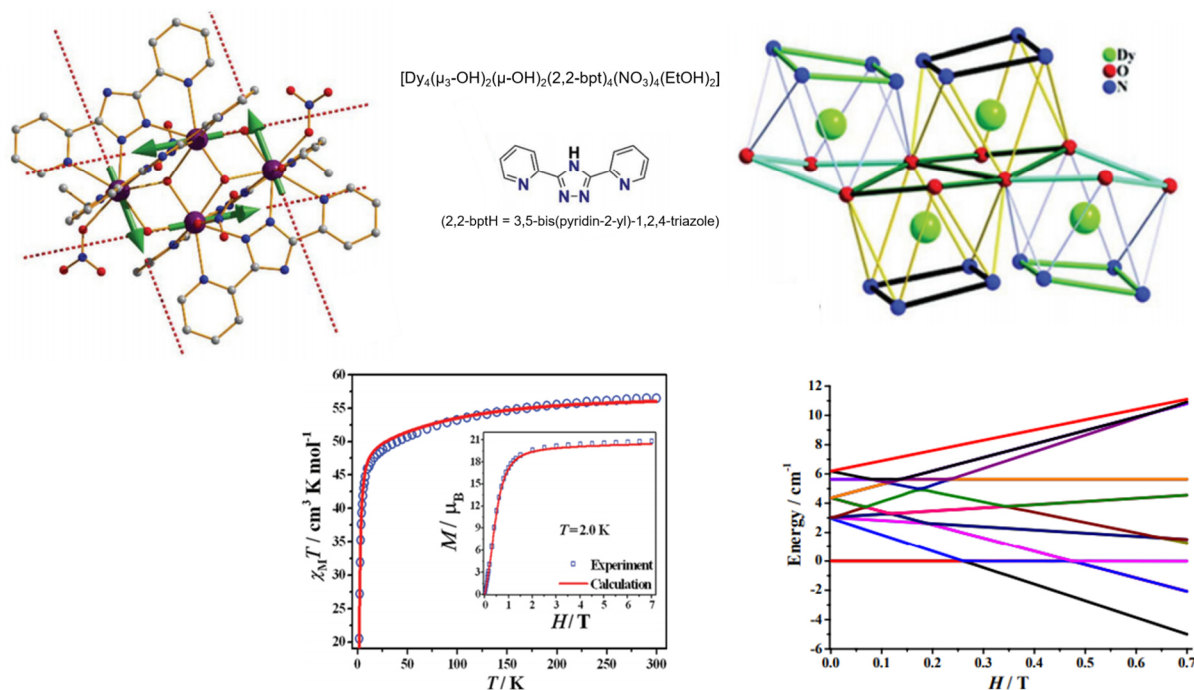 [Dy₄(μ₃-OH)₂(μ-OH)₂(2,2-bpt)₄(NO₃)₄(EtOH)₂]
H
N
N N
N N
(2,2-bptH = 3,5-bis(pyridin-2-yl)-1,2,4-triazole)
Dy
O
N
60
55
50
45
40
35
30
25
20
χMT / cm³ K mol⁻¹
0 50 100 150 200 250 300
T / K
21
18
15
12
9
6
3
0
M / μB
T = 2.0 K
Experiment
Calculation
0 1 2 3 4 5 6 7
H / T
12
10
8
6
4
2
0
-2
-4
-6
Energy / cm⁻¹
0.0 0.1 0.2 0.3 0.4 0.5 0.6 0.7
H / T